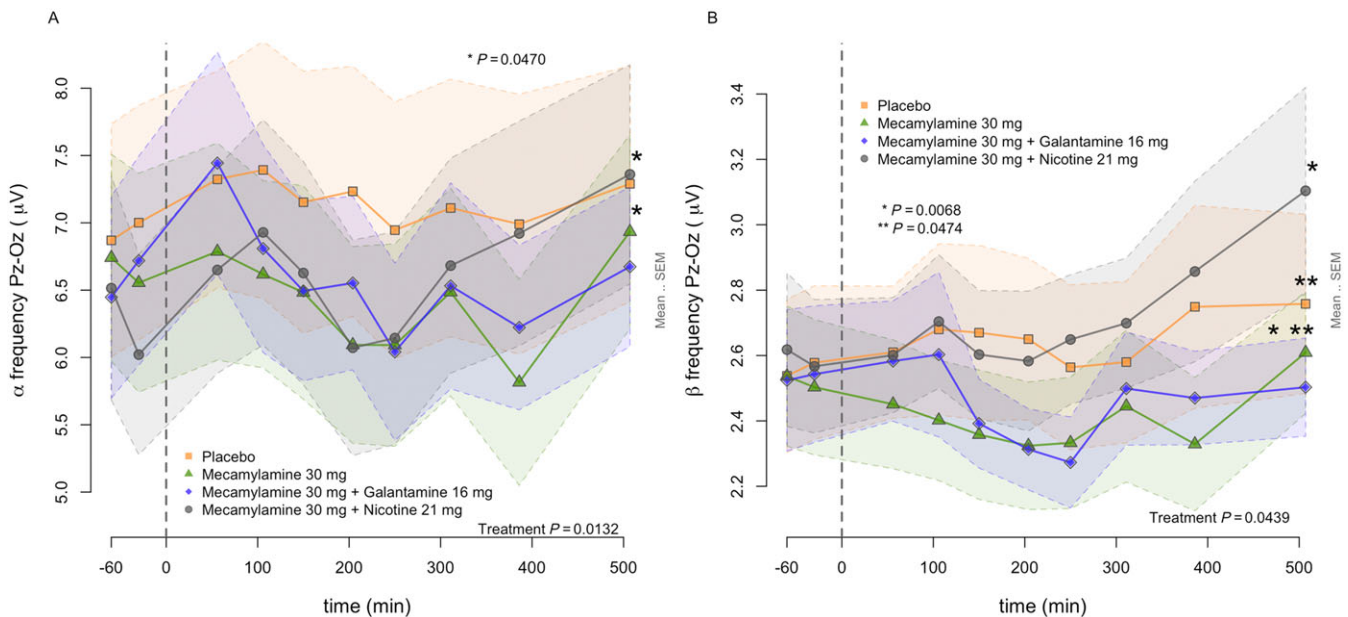 A
* P = 0.0470
8.0
7.5
7.0
6.5
6.0
5.5
5.0
α frequency Pz-Oz ( μV)
*
*
Placebo
Mecamylamine 30 mg
Mecamylamine 30 mg + Galantamine 16 mg
Mecamylamine 30 mg + Nicotine 21 mg
Treatment P = 0.0132
Mean .. SEM
-60 0 100 200 300 400 500
time (min)
B
3.4
3.2
3.0
2.8
2.6
2.4
2.2
β frequency Pz-Oz ( μV)
Placebo
Mecamylamine 30 mg
Mecamylamine 30 mg + Galantamine 16 mg
Mecamylamine 30 mg + Nicotine 21 mg
* P = 0.0068
** P = 0.0474
*
**
* **
Treatment P = 0.0439
Mean .. SEM
-60 0 100 200 300 400 500
time (min)